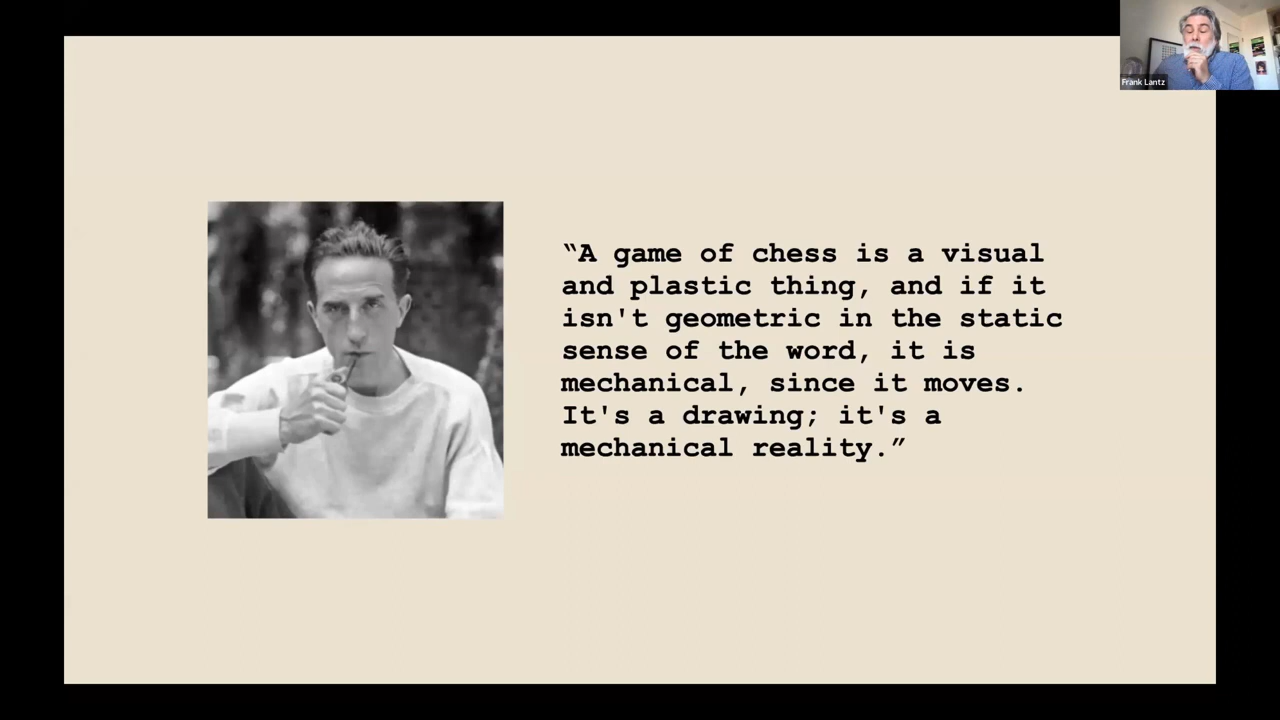 Frank Lantz
“A game of chess is a visual
and plastic thing, and if it
isn't geometric in the static
sense of the word, it is
mechanical, since it moves.
It's a drawing; it's a
mechanical reality.”